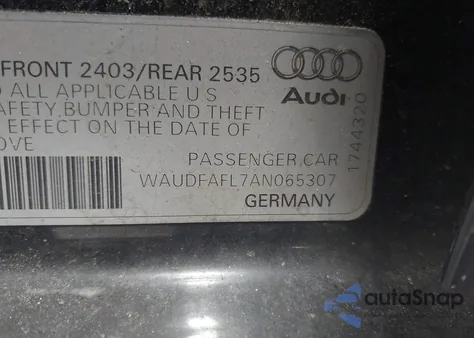 FRONT 2403/REAR 2535
O ALL APPLICABLE U S
AFETY, BUMPER AND THEFT
EFFECT ON THE DATE OF
OVE
Audi
1744320
PASSENGER CAR
WAUDFAFL7AN065307
GERMANY
autoSnap